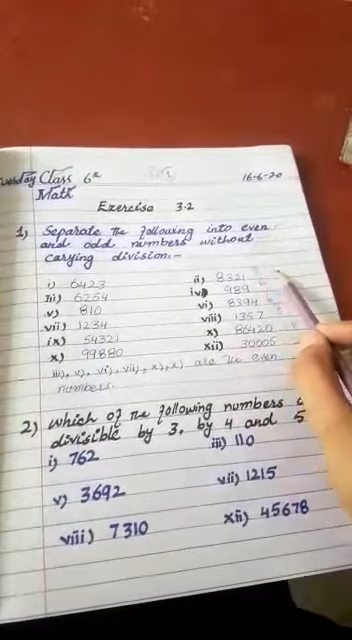 Tuesday Class 6th 16-6-20
Math
Exercise 3.2
1) Separate the following into even
and odd numbers without
carying division:-
i) 6423 ii) 8321
iii) 6254 iv) 989
v) 810 vi) 8394
vii) 1234 viii) 1357
ix) 54321 x) 86420
x) 99880 xii) 30005
iii), v), vi), vii), x), x) are the even
numbers.
2) Which of the following numbers
divisible by 3, by 4 and 5
i) 762 iii) 110
v) 3692 vii) 1215
viii) 7310 xii) 45678